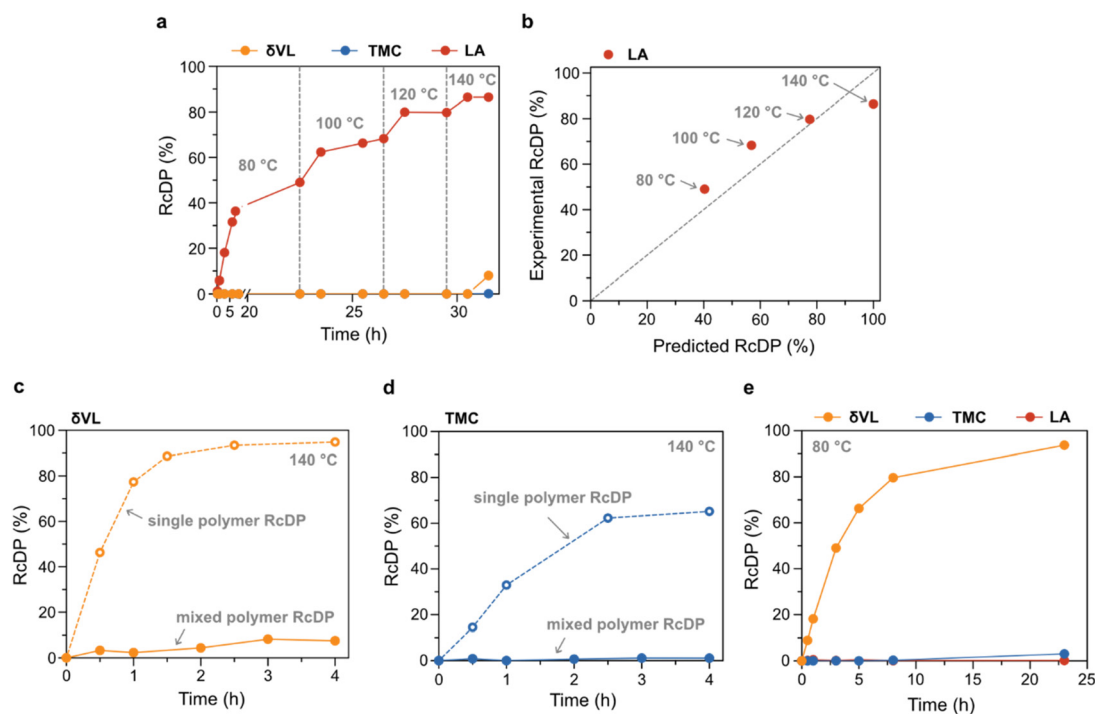 a
δVL TMC LA
RcDP (%)
100
80
60
40
20
0
80 °C
100 °C
120 °C
140 °C
0 5 20 25 30
Time (h)
b
LA
Experimental RcDP (%)
100
80
60
40
20
0
80 °C
100 °C
120 °C
140 °C
0 20 40 60 80 100
Predicted RcDP (%)
c
δVL
RcDP (%)
100
80
60
40
20
0
140 °C
single polymer RcDP
mixed polymer RcDP
0 1 2 3 4
Time (h)
d
TMC
RcDP (%)
100
80
60
40
20
0
140 °C
single polymer RcDP
mixed polymer RcDP
0 1 2 3 4
Time (h)
e
δVL TMC LA
RcDP (%)
100
80
60
40
20
0
80 °C
0 5 10 15 20 25
Time (h)